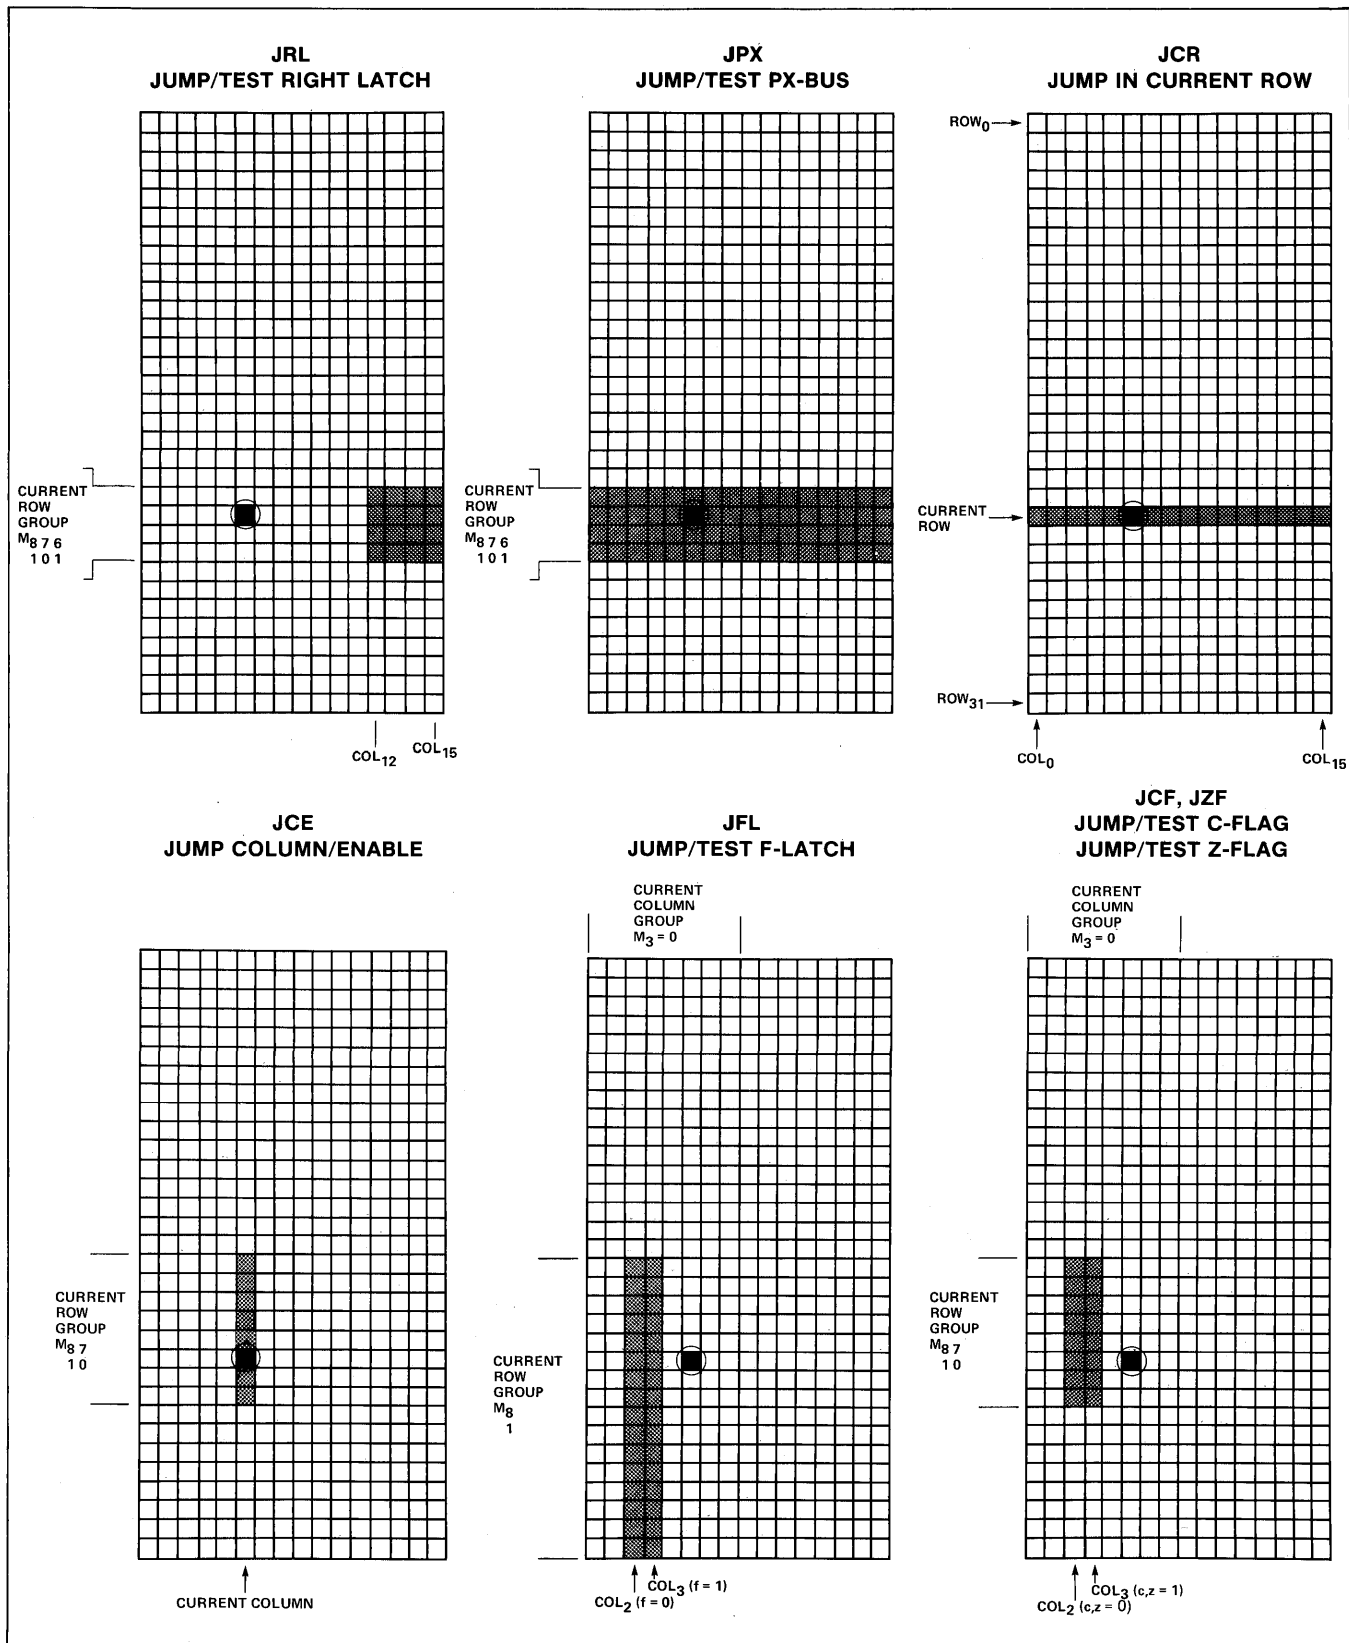 JRL
JUMP/TEST RIGHT LATCH
JPX
JUMP/TEST PX-BUS
JCR
JUMP IN CURRENT ROW
ROW0
CURRENT
ROW
GROUP
M8 7 6
1 0 1
CURRENT
ROW
GROUP
M8 7 6
1 0 1
CURRENT
ROW
ROW31
COL12
COL15
COL0
COL15
JCE
JUMP COLUMN/ENABLE
JFL
JUMP/TEST F-LATCH
JCF, JZF
JUMP/TEST C-FLAG
JUMP/TEST Z-FLAG
CURRENT
COLUMN
GROUP
M3 = 0
CURRENT
COLUMN
GROUP
M3 = 0
CURRENT
ROW
GROUP
M8 7
1 0
CURRENT
ROW
GROUP
M8
1
CURRENT
ROW
GROUP
M8 7
1 0
CURRENT COLUMN
COL3 (f = 1)
COL2 (f = 0)
COL3 (c,z = 1)
COL2 (c,z = 0)